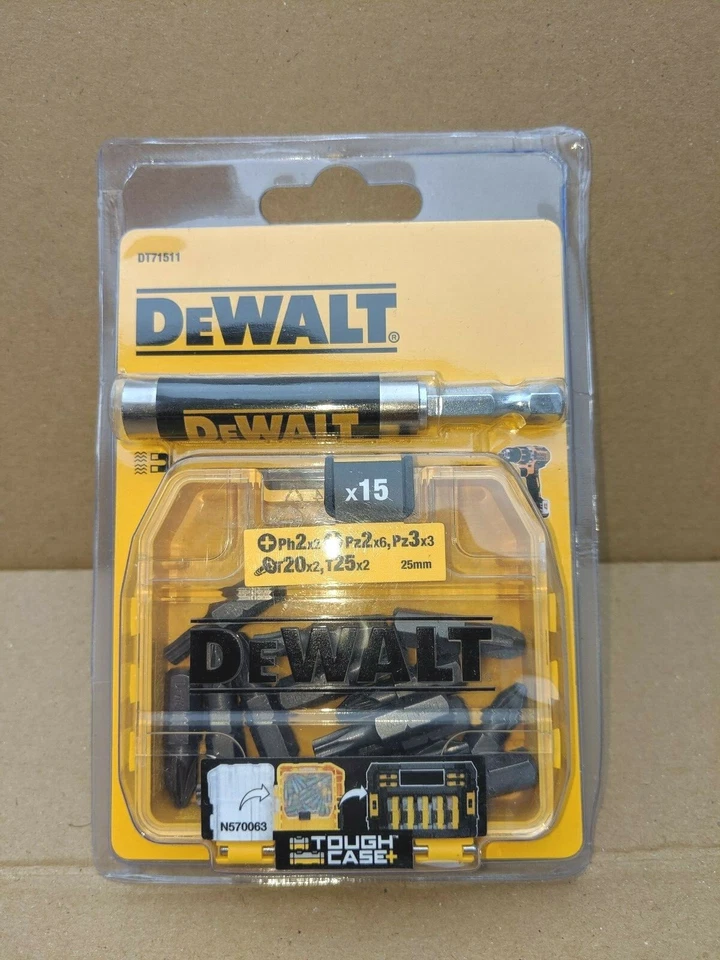 DT71511
DEWALT®
DEWALT
x15
Ph2x2 Pz2x6, Pz3x3
T20x2, T25x2 25mm
DEWALT
N570063
TOUGH
CASE+